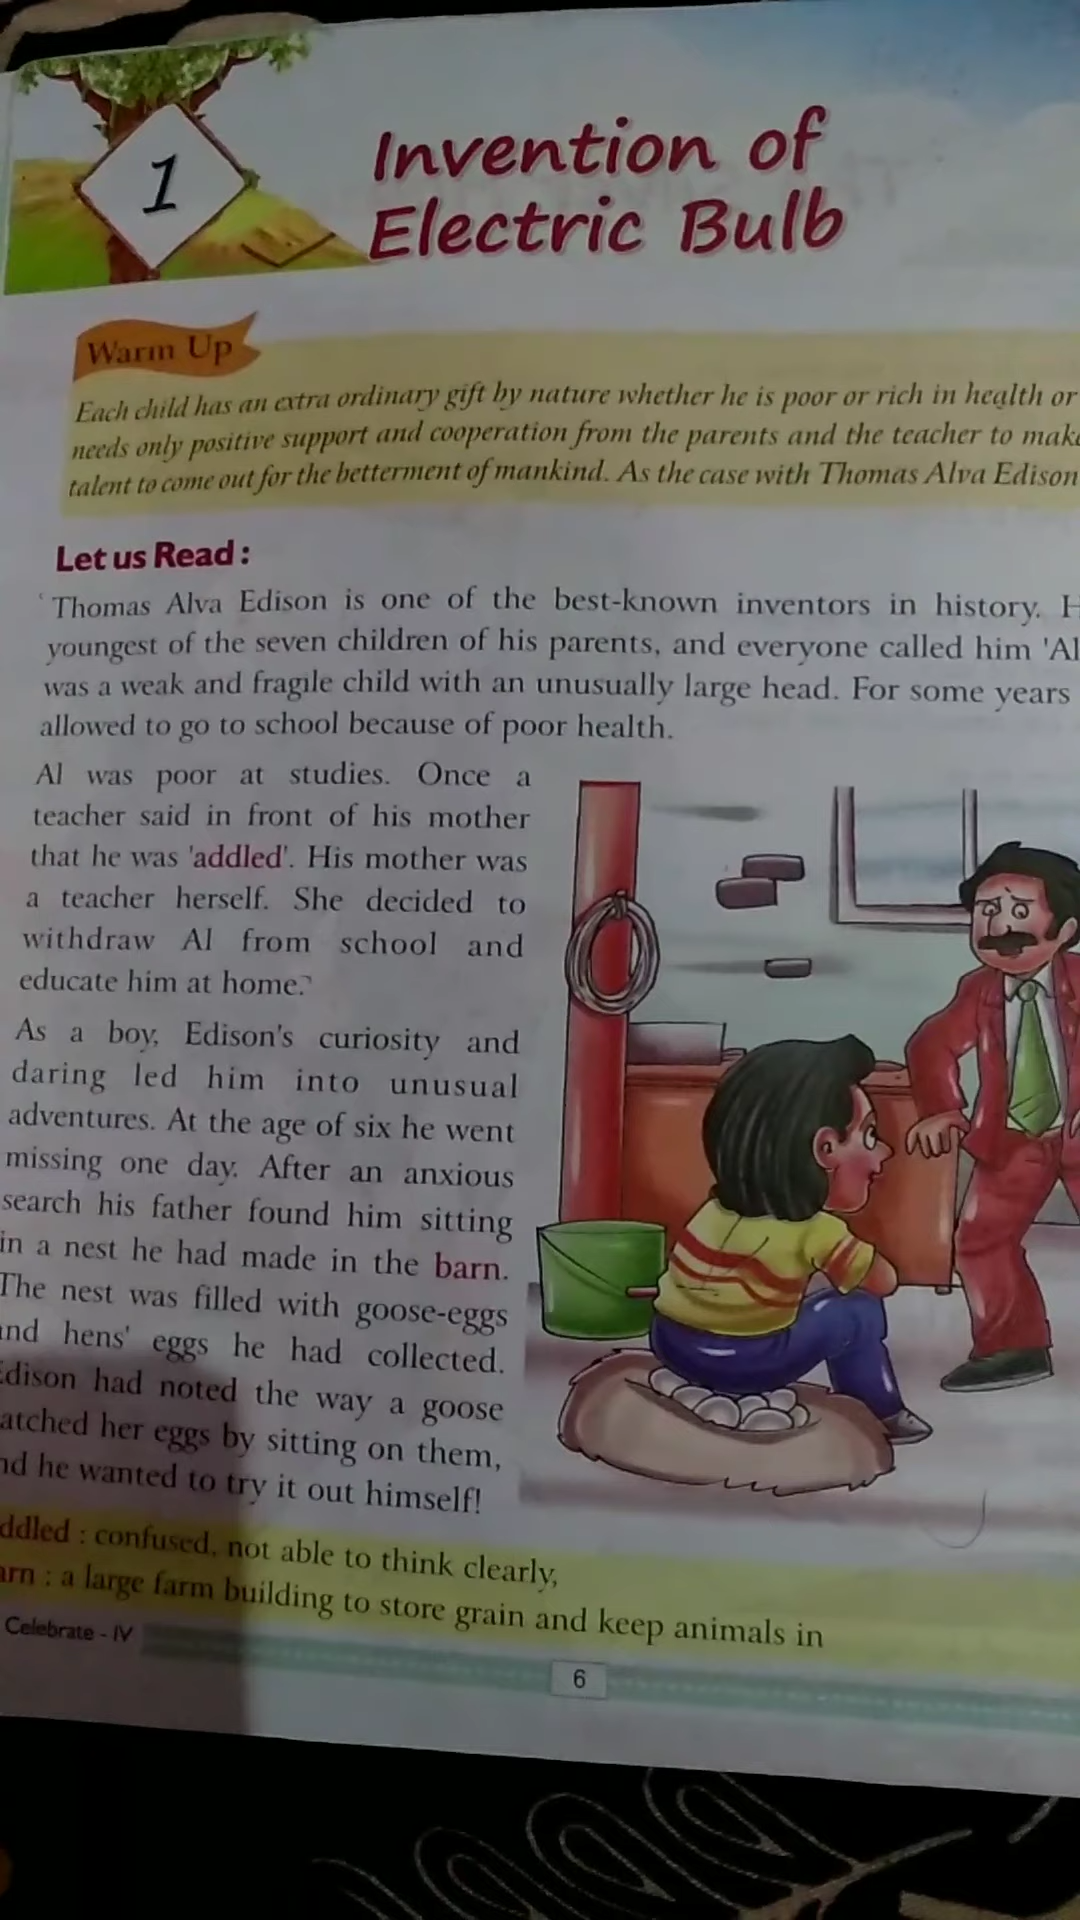 1
Invention of
Electric Bulb
Warm Up
Each child has an extra ordinary gift by nature whether he is poor or rich in health or
needs only positive support and cooperation from the parents and the teacher to make
talent to come out for the betterment of mankind. As the case with Thomas Alva Edison
Let us Read :
Thomas Alva Edison is one of the best-known inventors in history.
youngest of the seven children of his parents, and everyone called him 'Al
was a weak and fragile child with an unusually large head. For some years
allowed to go to school because of poor health.
Al was poor at studies. Once a
teacher said in front of his mother
that he was 'addled'. His mother was
a teacher herself. She decided to
withdraw Al from school and
educate him at home.
As a boy, Edison's curiosity and
daring led him into unusual
adventures. At the age of six he went
missing one day. After an anxious
search his father found him sitting
in a nest he had made in the barn.
The nest was filled with goose-eggs
and hens' eggs he had collected.
Edison had noted the way a goose
atched her eggs by sitting on them,
nd he wanted to try it out himself!
ddled : confused, not able to think clearly,
arn : a large farm building to store grain and keep animals in
Celebrate - IV
6